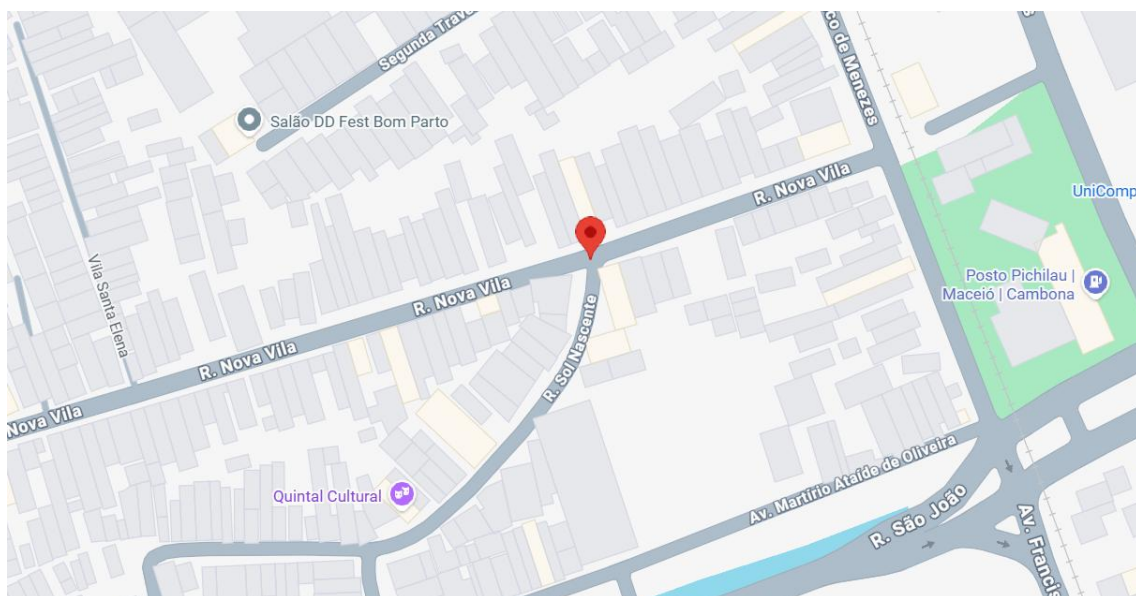 Segunda Trave
Salão DD Fest Bom Parto
co de Menezes
R. Nova Vila
UniComp
Vila Santa Elena
Posto Pichilau |
Maceió | Cambona
R. Nova Vila
R. Sol Nascente
R. Nova Vila
Nova Vila
Quintal Cultural
Av. Martírio Ataíde de Oliveira
R. São João
Av. Francis